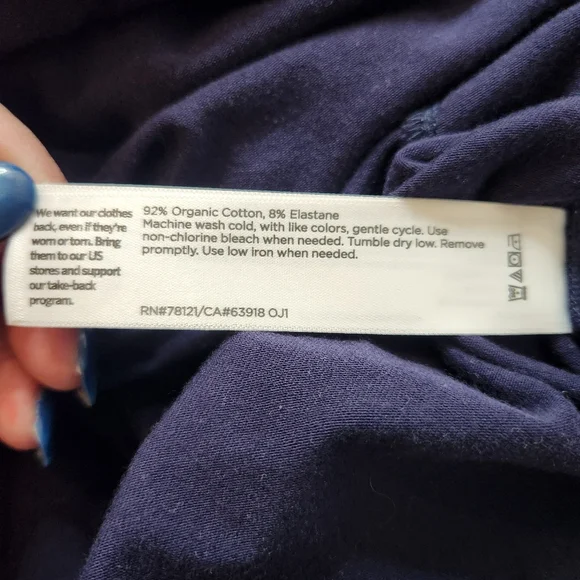 We want our clothes
back, even if they're
worn or torn. Bring
them to our US
stores and support
our take-back
program.
92% Organic Cotton, 8% Elastane
Machine wash cold, with like colors, gentle cycle. Use
non-chlorine bleach when needed. Tumble dry low. Remove
promptly. Use low iron when needed.
RN#78121/CA#63918 OJ1